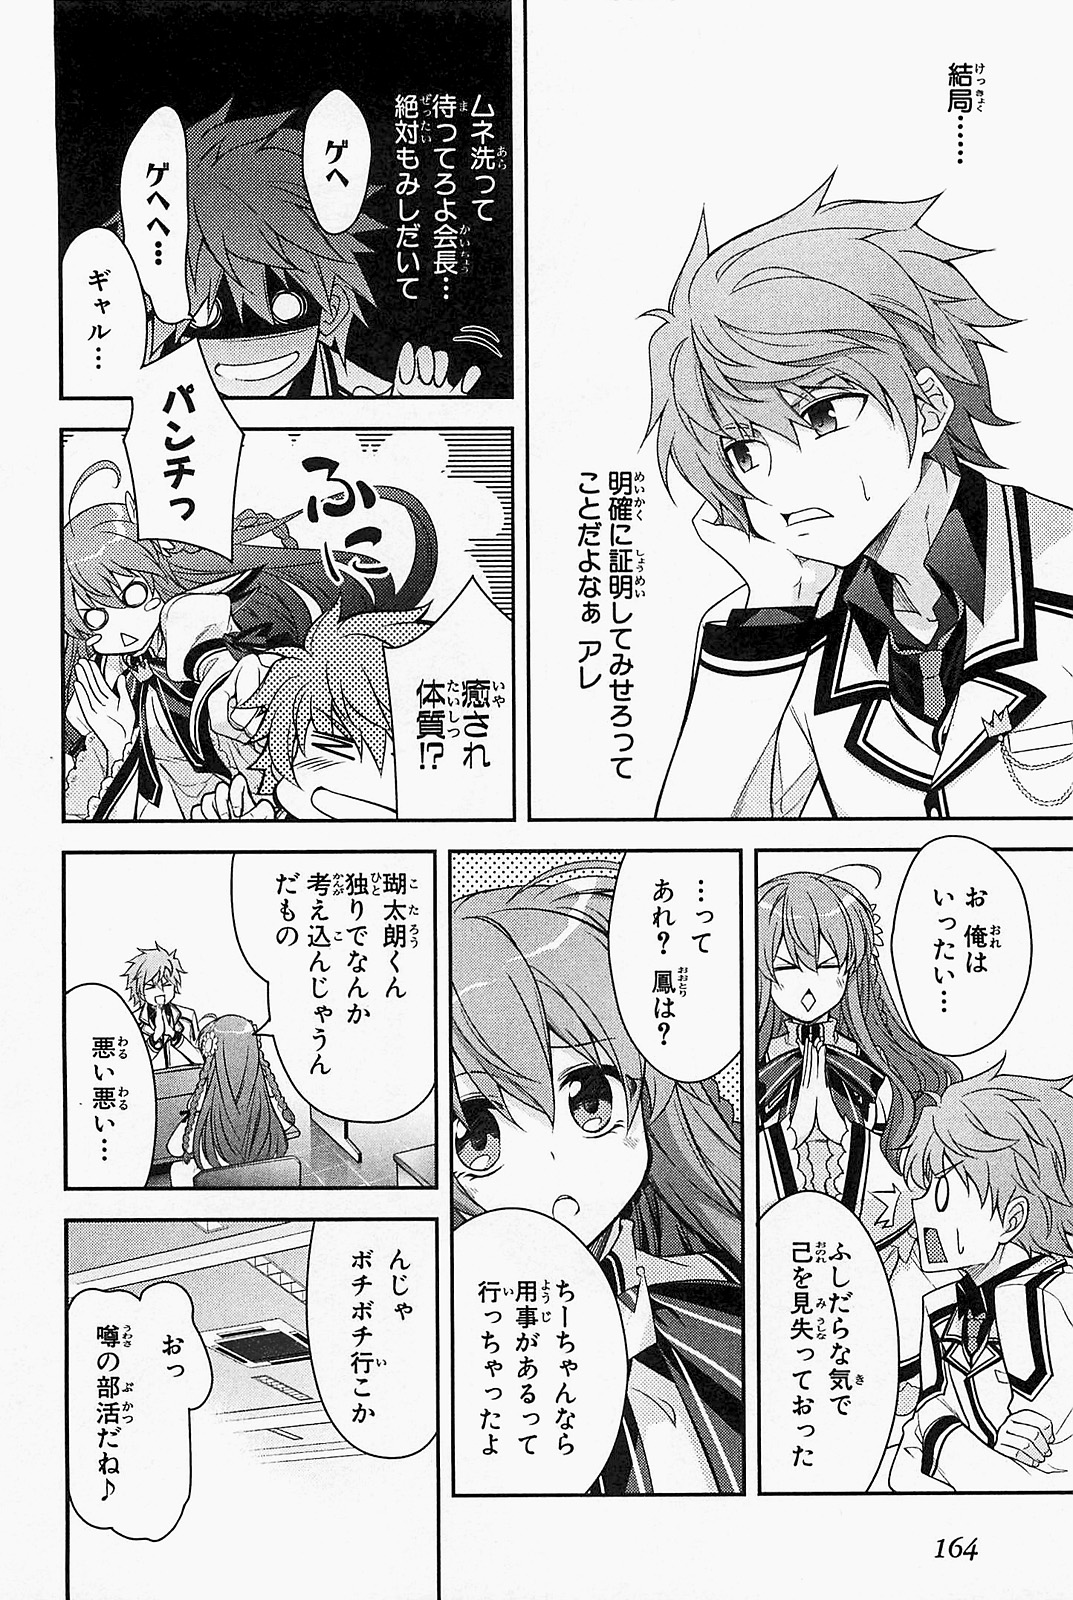 結局……
明確に証明してみせろって
ことだよなぁ アレ
ムネ洗って
待ってろよ会長…
絶対もみしだいて
ゲヘ
ゲヘヘ…
ギャル…
パンチっ
ふにっ
癒され
体質!?
お 俺は
いったい…
ふしだらな気で
己を見失っておった
…って
あれ? 鳳は?
ちーちゃんなら
用事があるって
行っちゃったよ
瑚太朗くん
独りでなんか
考え込んじゃうん
だもの
悪い悪い…
んじゃ
ボチボチ行こか
おっ
噂の部活だね♪
164